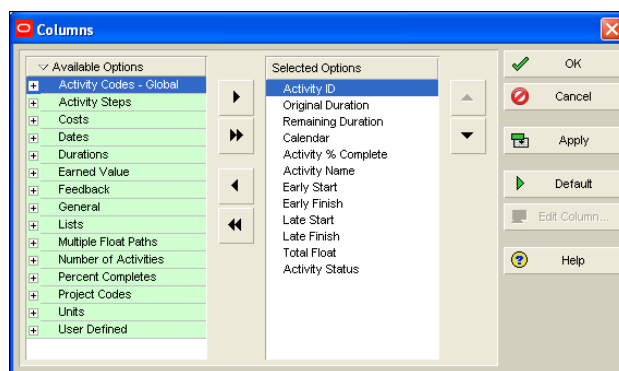 Columns
Available Options
Activity Codes - Global
Activity Steps
Costs
Dates
Durations
Earned Value
Feedback
General
Lists
Multiple Float Paths
Number of Activities
Percent Completes
Project Codes
Units
User Defined
Selected Options
Activity ID
Original Duration
Remaining Duration
Calendar
Activity % Complete
Activity Name
Early Start
Early Finish
Late Start
Late Finish
Total Float
Activity Status
OK
Cancel
Apply
Default
Edit Column...
Help